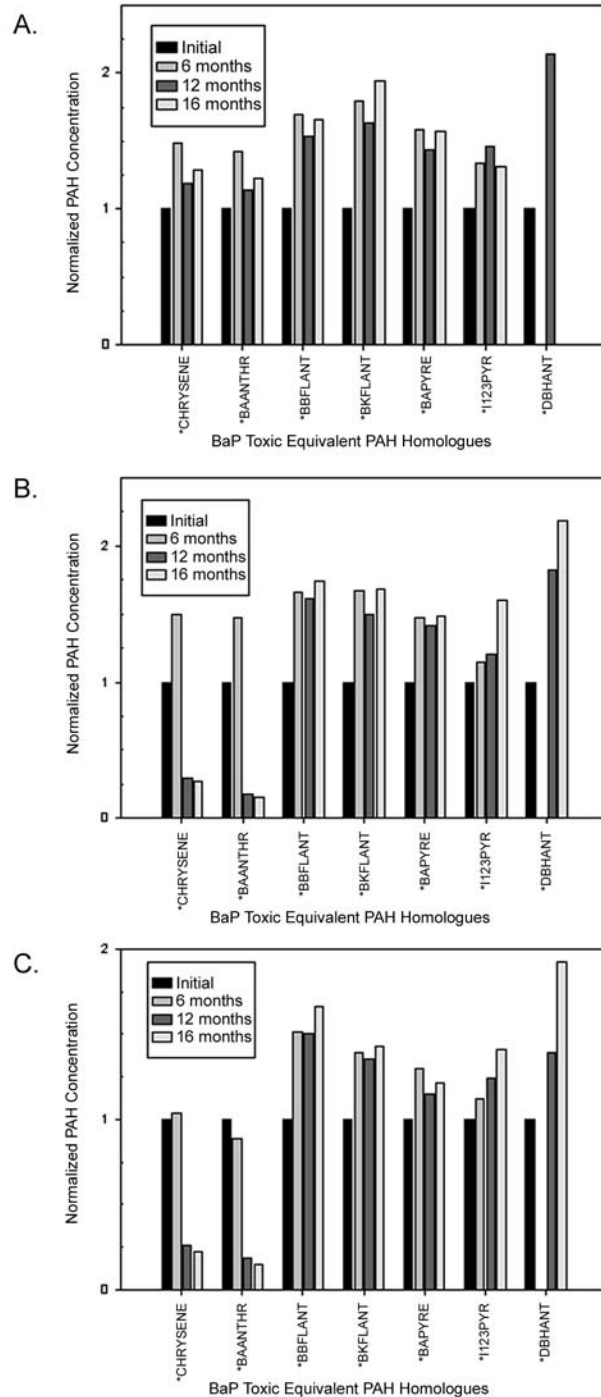 A.
Initial
6 months
12 months
16 months
Normalized PAH Concentration
2
1
0
*CHRYSENE
*BAANTHR
*BBFLANT
*BKFLANT
*BAPYRE
*I123PYR
*DBHANT
BaP Toxic Equivalent PAH Homologues
B.
Initial
6 months
12 months
16 months
Normalized PAH Concentration
2
1
0
*CHRYSENE
*BAANTHR
*BBFLANT
*BKFLANT
*BAPYRE
*I123PYR
*DBHANT
BaP Toxic Equivalent PAH Homologues
C.
Initial
6 months
12 months
16 months
Normalized PAH Concentration
2
1
0
*CHRYSENE
*BAANTHR
*BBFLANT
*BKFLANT
*BAPYRE
*I123PYR
*DBHANT
BaP Toxic Equivalent PAH Homologues